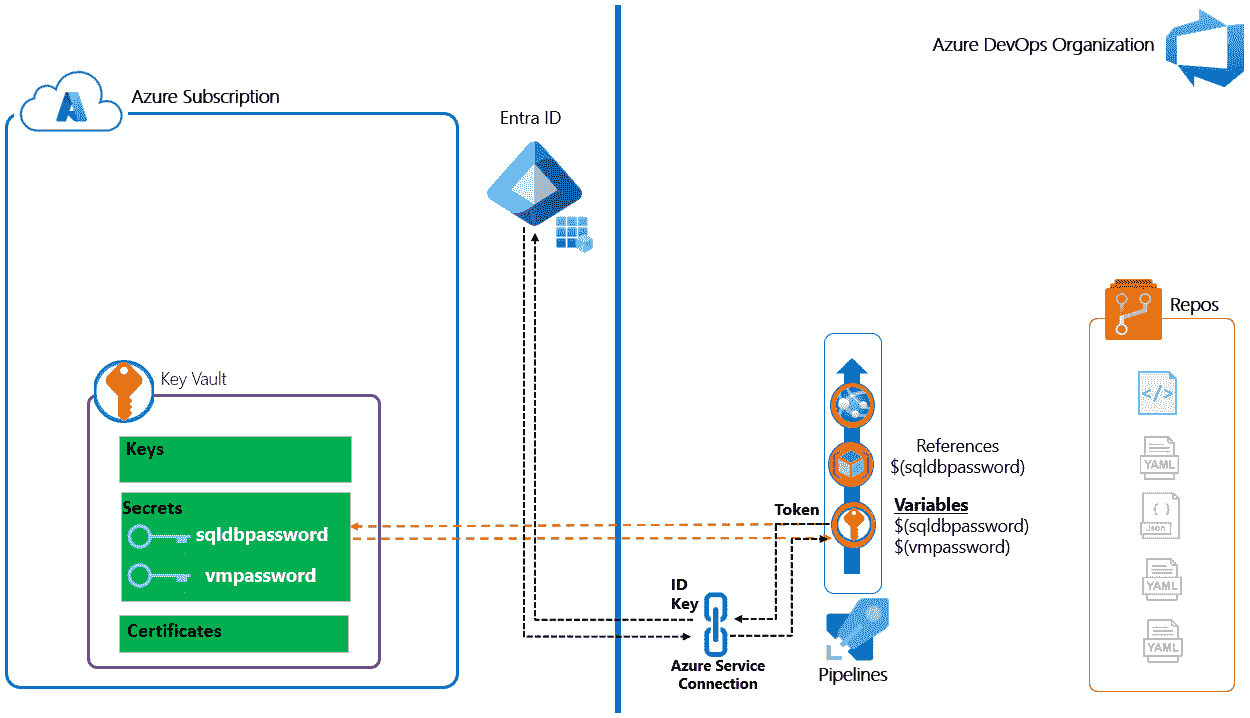 Azure DevOps Organization
Azure Subscription
Entra ID
Repos
Key Vault
Keys
Secrets
sqldbpassword
vmpassword
Certificates
References
$(sqldbpassword)
Variables
$(sqldbpassword)
$(vmpassword)
Token
ID
Key
Azure Service
Connection
Pipelines
</>
YAML
{ }
Json
YAML
YAML